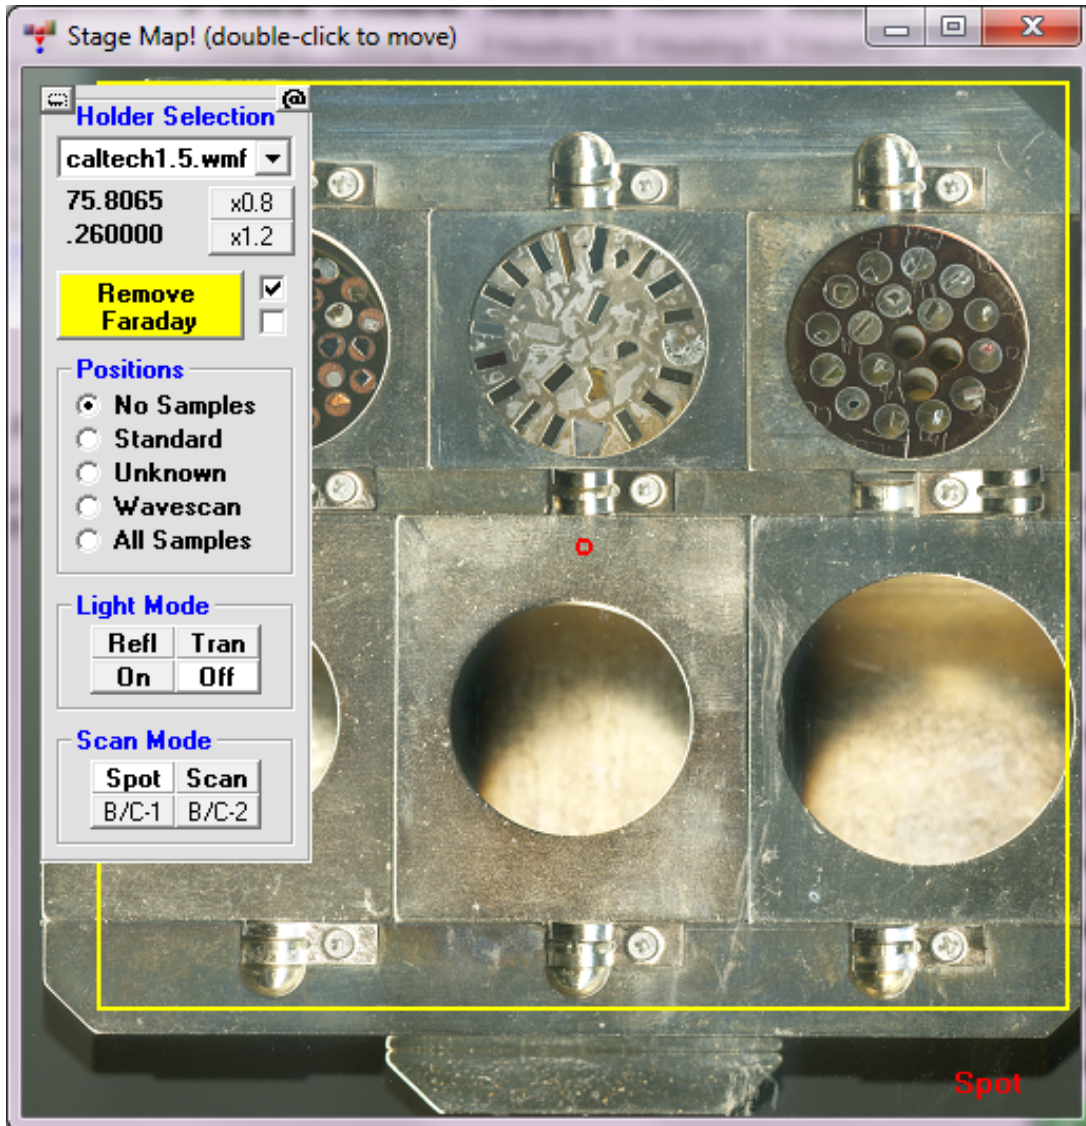 Stage Map! (double-click to move)
@
Holder Selection
caltech1.5.wmf
75.8065 x0.8
.260000 x1.2
Remove
Faraday
Positions
No Samples
Standard
Unknown
Wavescan
All Samples
Light Mode
Refl Tran
On Off
Scan Mode
Spot Scan
B/C-1 B/C-2
Spot